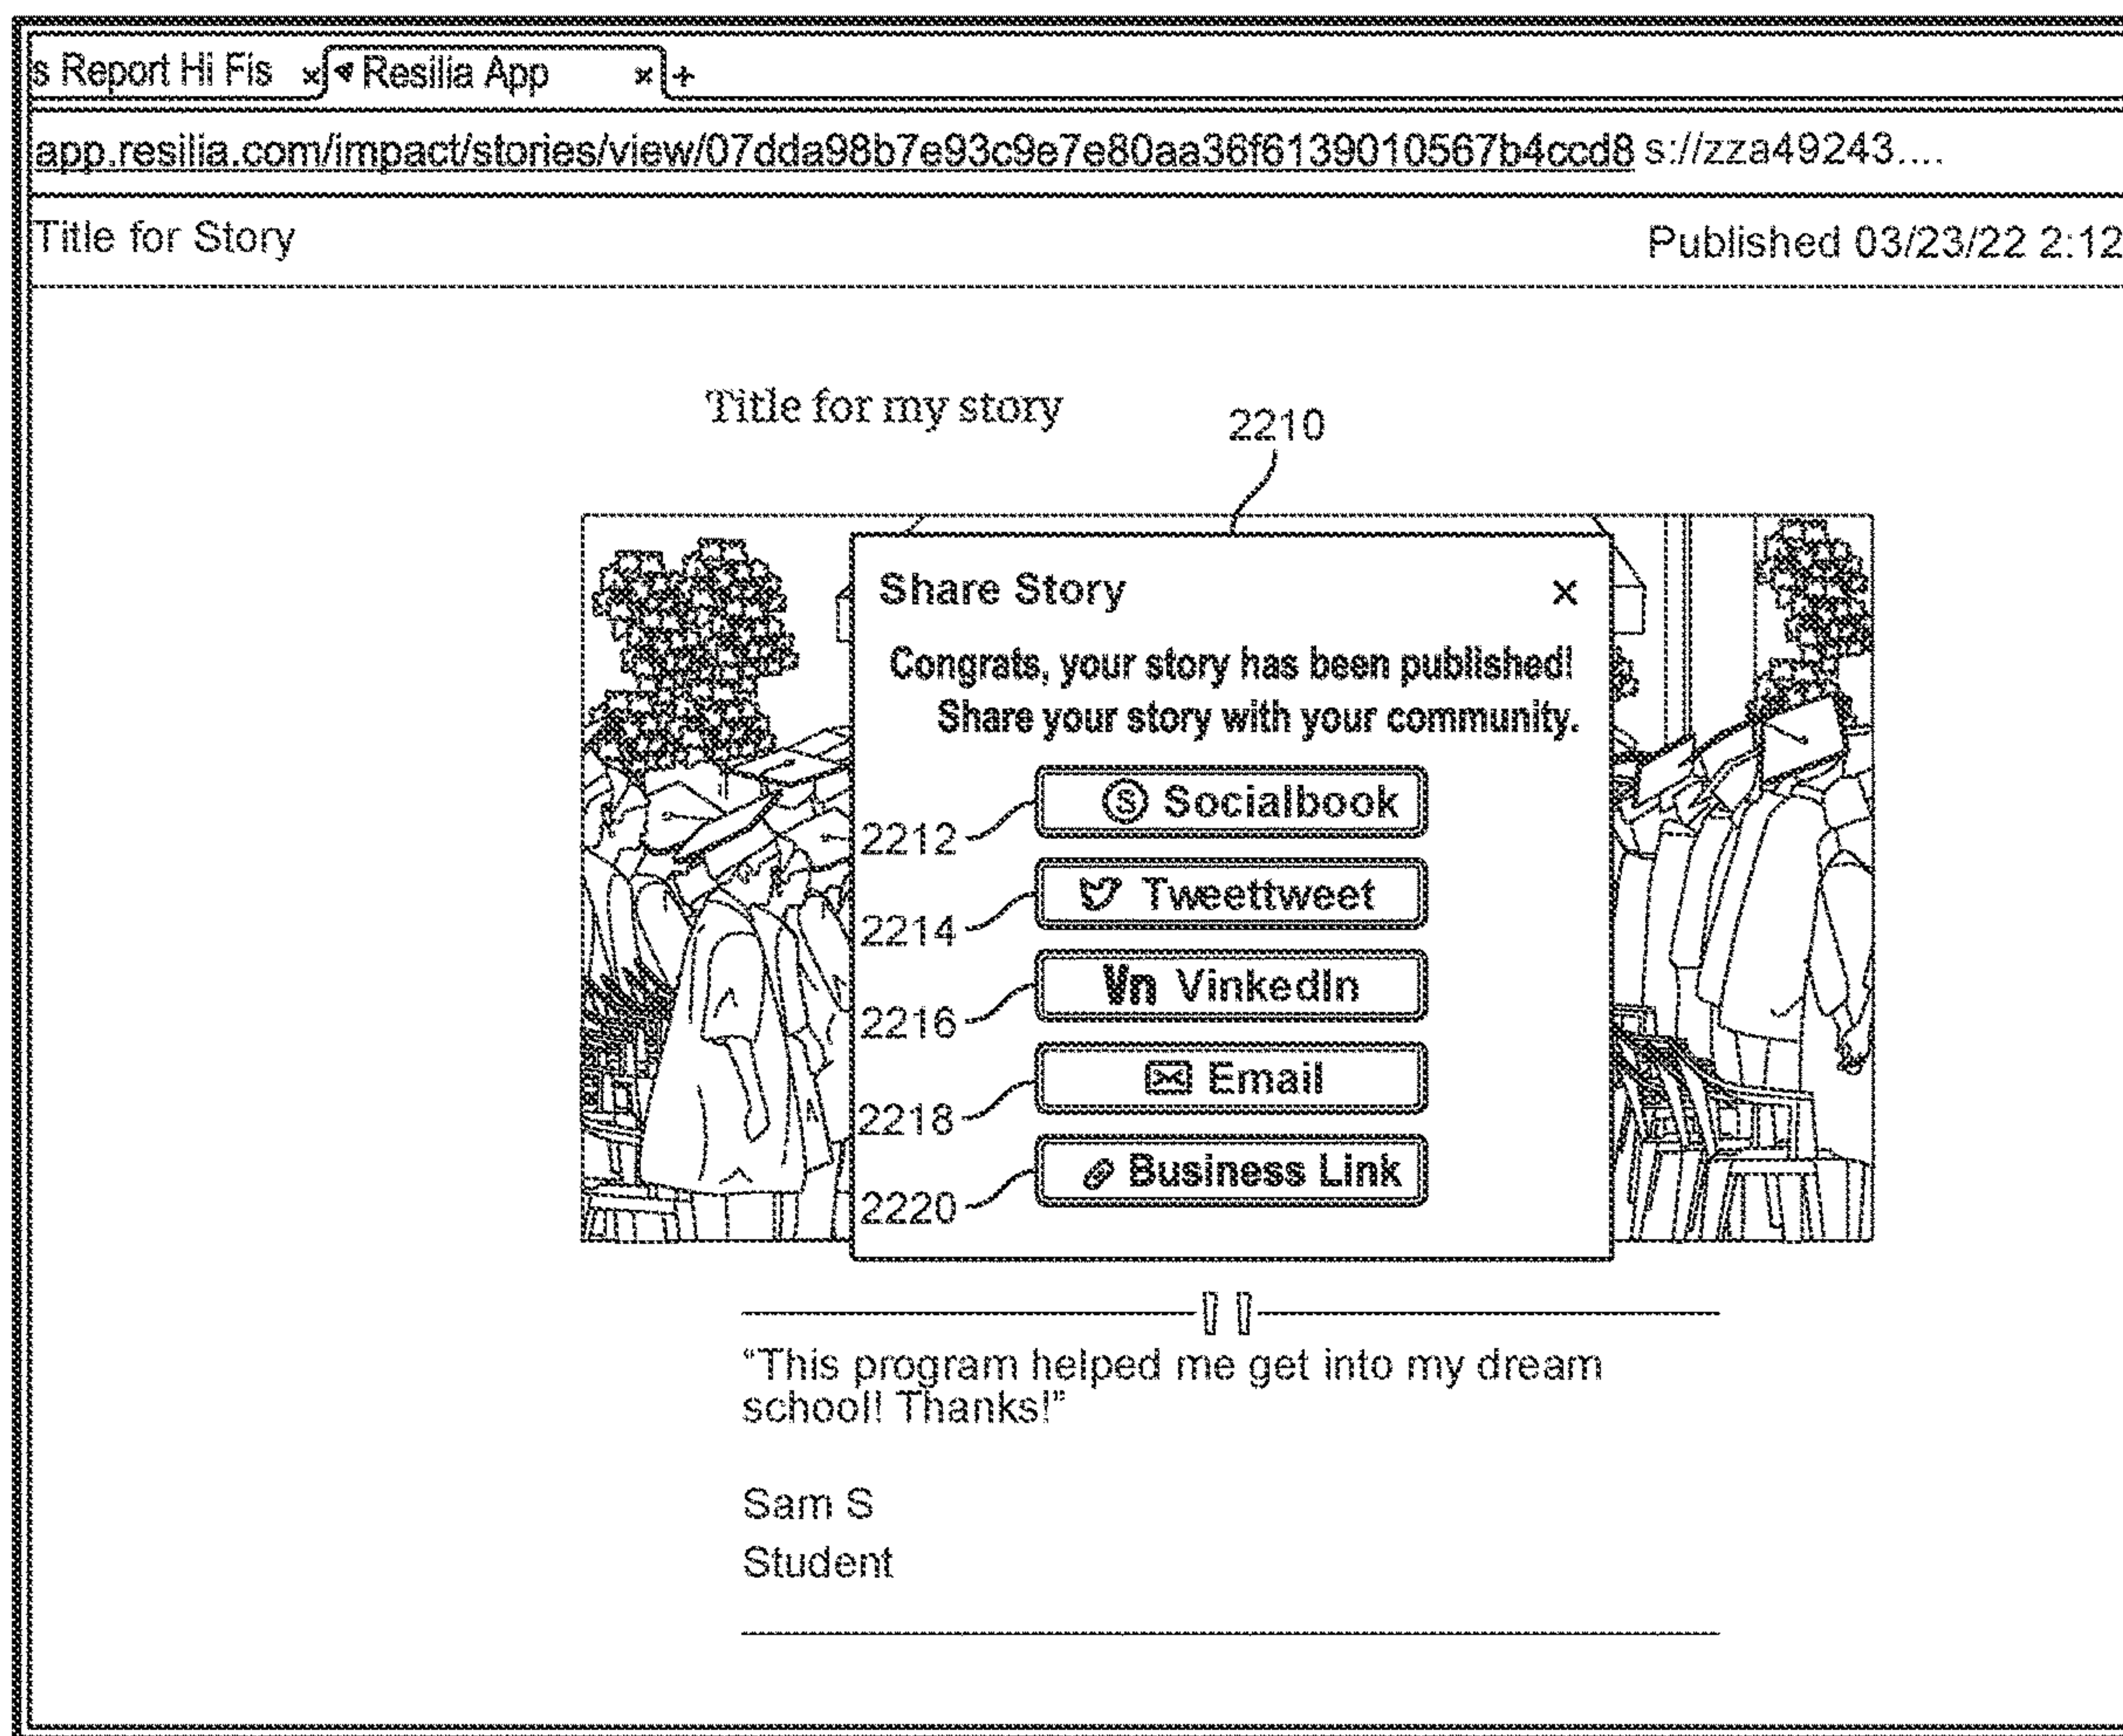 s Report Hi Fis × Resilia App × +
app.resilia.com/impact/stories/view/07dda98b7e93c9e7e80aa36f6139010567b4ccd8 s://zza49243....
Title for Story Published 03/23/22 2:12
Title for my story
2210
Share Story ×
Congrats, your story has been published!
Share your story with your community.
S Socialbook
2212
Tweettweet
2214
Vn VinkedIn
2216
Email
2218
Business Link
2220
“This program helped me get into my dream
school! Thanks!”
Sam S
Student